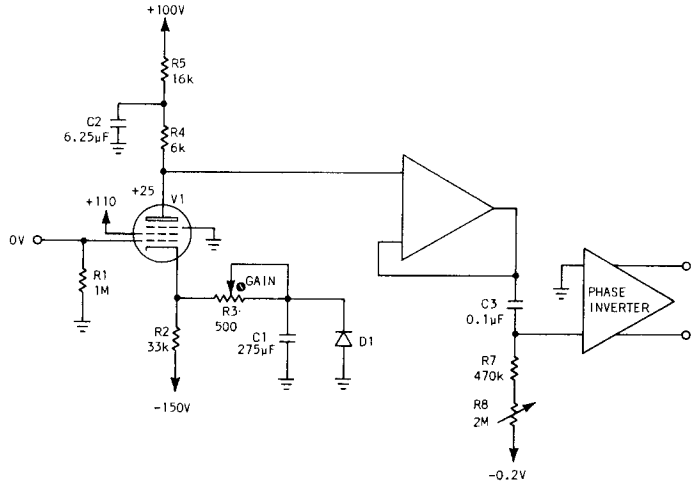 +100V
R5
16k
C2
6.25µF
R4
6k
+25
V1
+110
0V
R1
1M
GAIN
R3
500
R2
33k
C1
275µF
D1
-150V
C3
0.1µF
PHASE
INVERTER
R7
470k
R8
2M
-0.2V